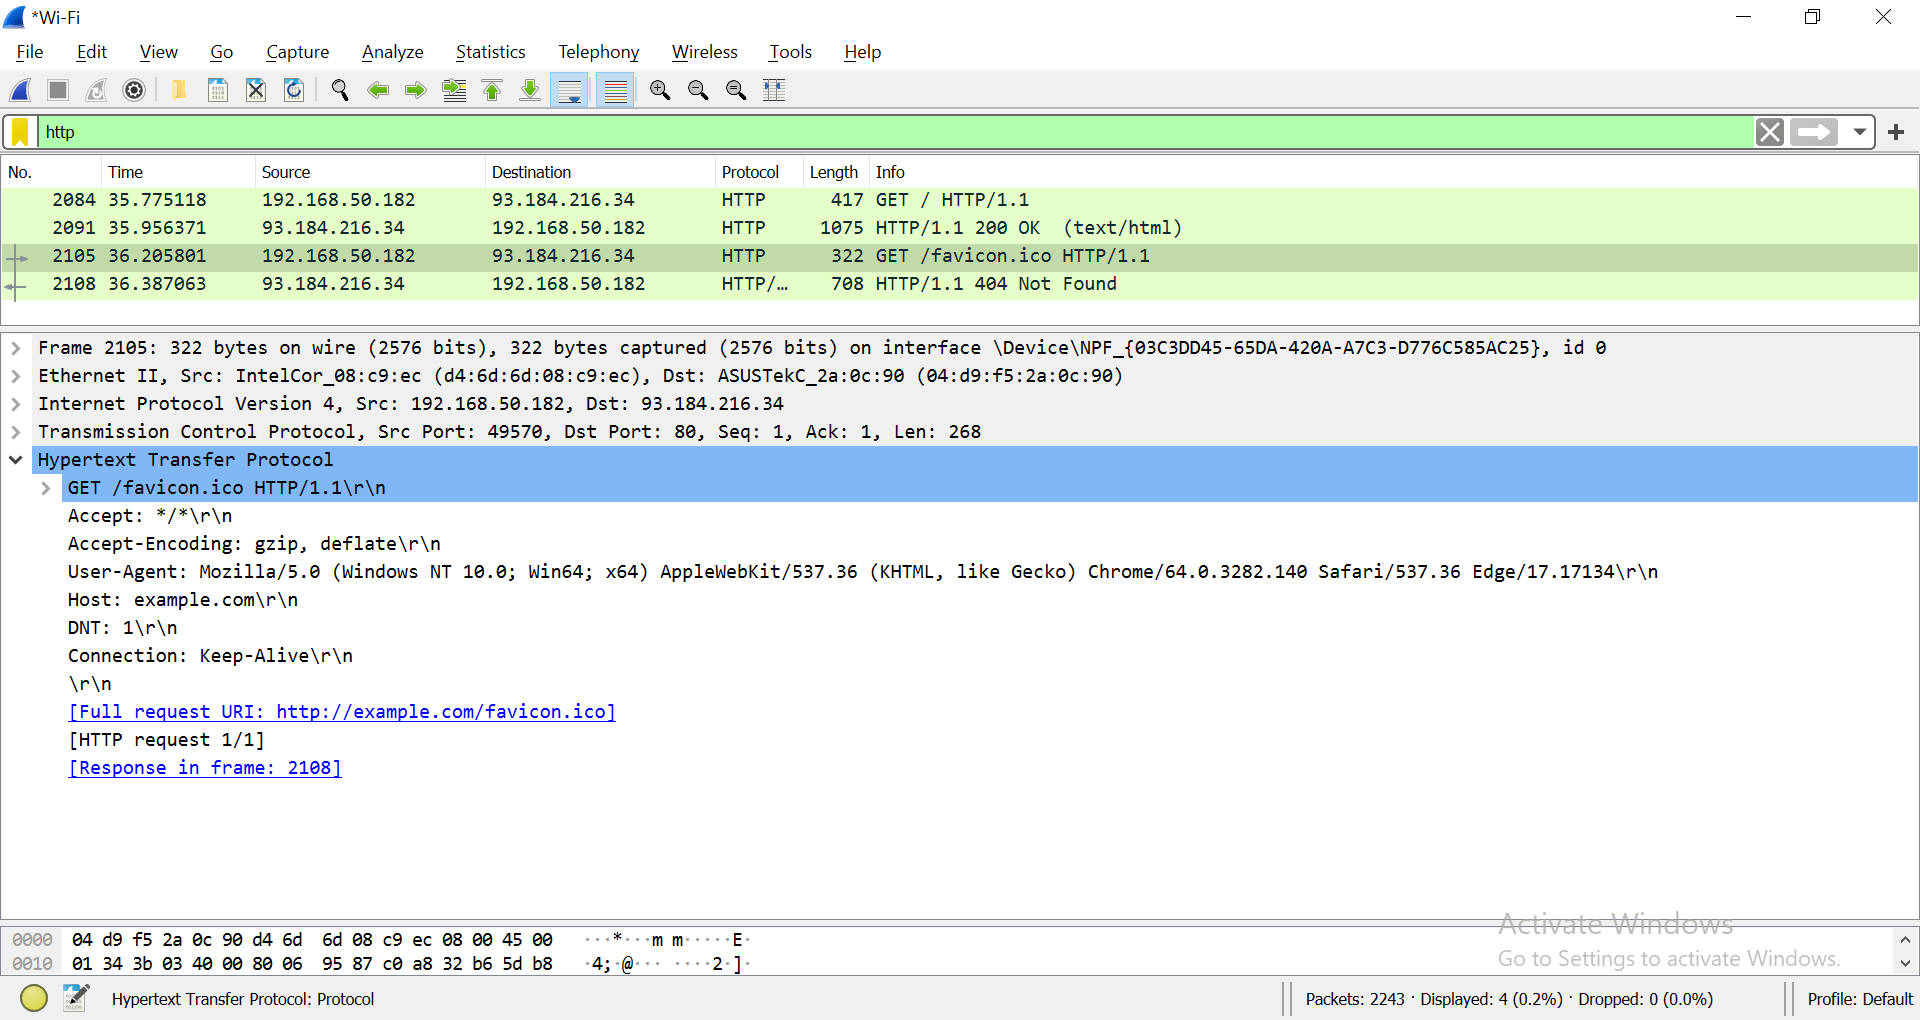 *Wi-Fi
File Edit View Go Capture Analyze Statistics Telephony Wireless Tools Help
http
No. Time Source Destination Protocol Length Info
2084 35.775118 192.168.50.182 93.184.216.34 HTTP 417 GET / HTTP/1.1
2091 35.956371 93.184.216.34 192.168.50.182 HTTP 1075 HTTP/1.1 200 OK  (text/html)
2105 36.205801 192.168.50.182 93.184.216.34 HTTP 322 GET /favicon.ico HTTP/1.1
2108 36.387063 93.184.216.34 192.168.50.182 HTTP/… 708 HTTP/1.1 404 Not Found
Frame 2105: 322 bytes on wire (2576 bits), 322 bytes captured (2576 bits) on interface \Device\NPF_{03C3DD45-65DA-420A-A7C3-D776C585AC25}, id 0
Ethernet II, Src: IntelCor_08:c9:ec (d4:6d:6d:08:c9:ec), Dst: ASUSTekC_2a:0c:90 (04:d9:f5:2a:0c:90)
Internet Protocol Version 4, Src: 192.168.50.182, Dst: 93.184.216.34
Transmission Control Protocol, Src Port: 49570, Dst Port: 80, Seq: 1, Ack: 1, Len: 268
Hypertext Transfer Protocol
GET /favicon.ico HTTP/1.1\r\n
Accept: */*\r\n
Accept-Encoding: gzip, deflate\r\n
User-Agent: Mozilla/5.0 (Windows NT 10.0; Win64; x64) AppleWebKit/537.36 (KHTML, like Gecko) Chrome/64.0.3282.140 Safari/537.36 Edge/17.17134\r\n
Host: example.com\r\n
DNT: 1\r\n
Connection: Keep-Alive\r\n
\r\n
[Full request URI: http://example.com/favicon.ico]
[HTTP request 1/1]
[Response in frame: 2108]
0000 04 d9 f5 2a 0c 90 d4 6d 6d 08 c9 ec 08 00 45 00 ···*···m m·····E·
0010 01 34 3b 03 40 00 80 06 95 87 c0 a8 32 b6 5d b8 ·4;·@··· ····2·]·
Activate Windows
Go to Settings to activate Windows.
Hypertext Transfer Protocol: Protocol Packets: 2243 · Displayed: 4 (0.2%) · Dropped: 0 (0.0%) Profile: Default